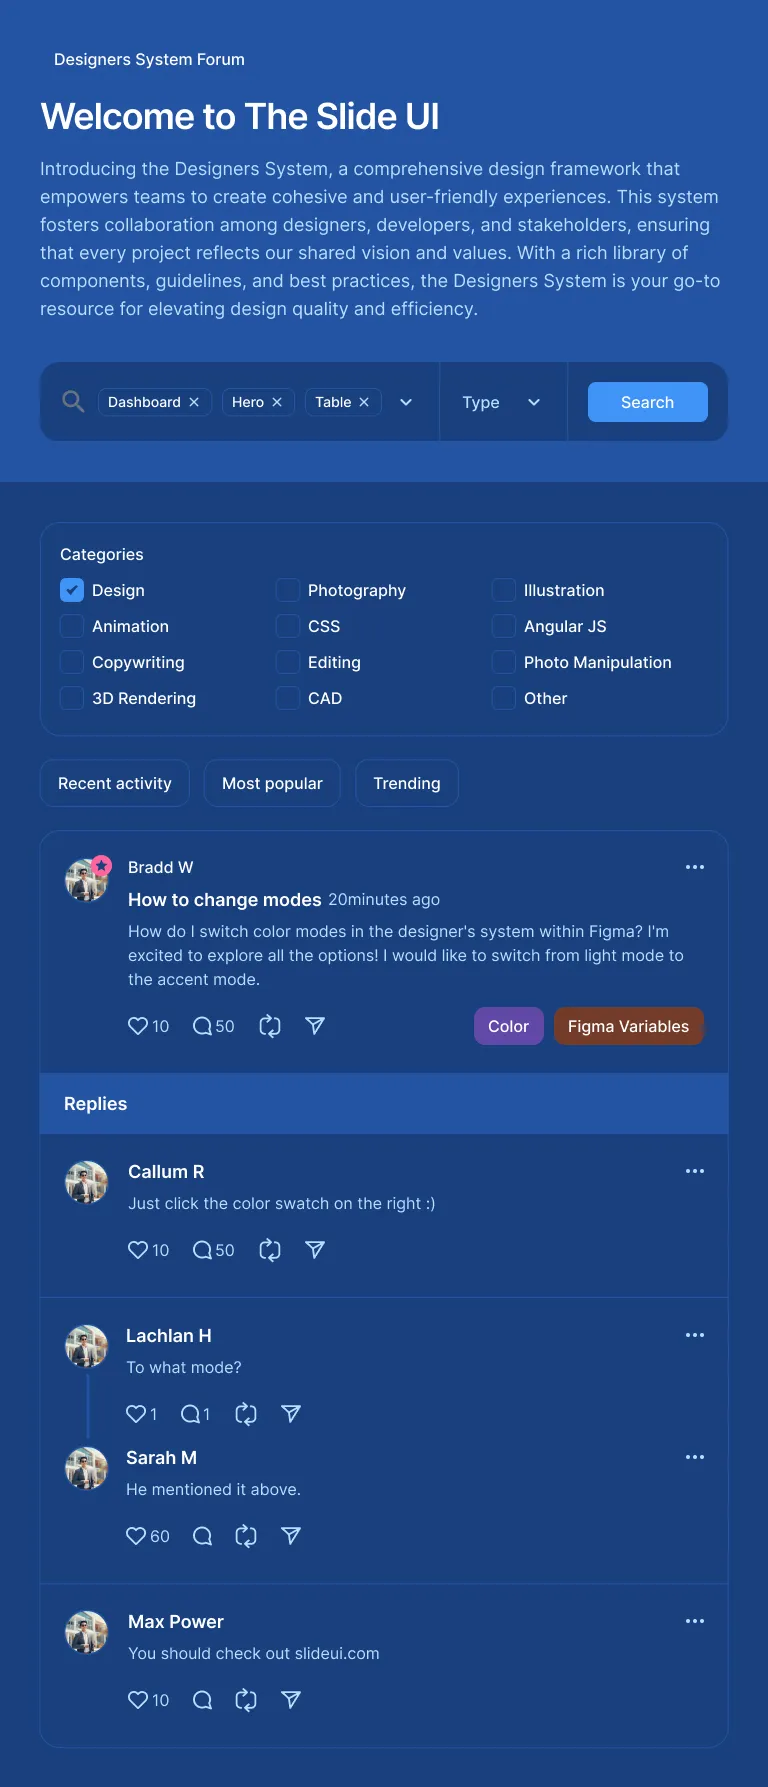 Designers System Forum
Welcome to The Slide UI
Introducing the Designers System, a comprehensive design framework that
empowers teams to create cohesive and user-friendly experiences. This system
fosters collaboration among designers, developers, and stakeholders, ensuring
that every project reflects our shared vision and values. With a rich library of
components, guidelines, and best practices, the Designers System is your go-to
resource for elevating design quality and efficiency.
Dashboard Hero Table Type Search
Categories
Design Photography Illustration
Animation CSS Angular JS
Copywriting Editing Photo Manipulation
3D Rendering CAD Other
Recent activity Most popular Trending
Bradd W
How to change modes 20minutes ago
How do I switch color modes in the designer's system within Figma? I'm
excited to explore all the options! I would like to switch from light mode to
the accent mode.
10 50 Color Figma Variables
Replies
Callum R
Just click the color swatch on the right :)
10 50
Lachlan H
To what mode?
1 1
Sarah M
He mentioned it above.
60
Max Power
You should check out slideui.com
10